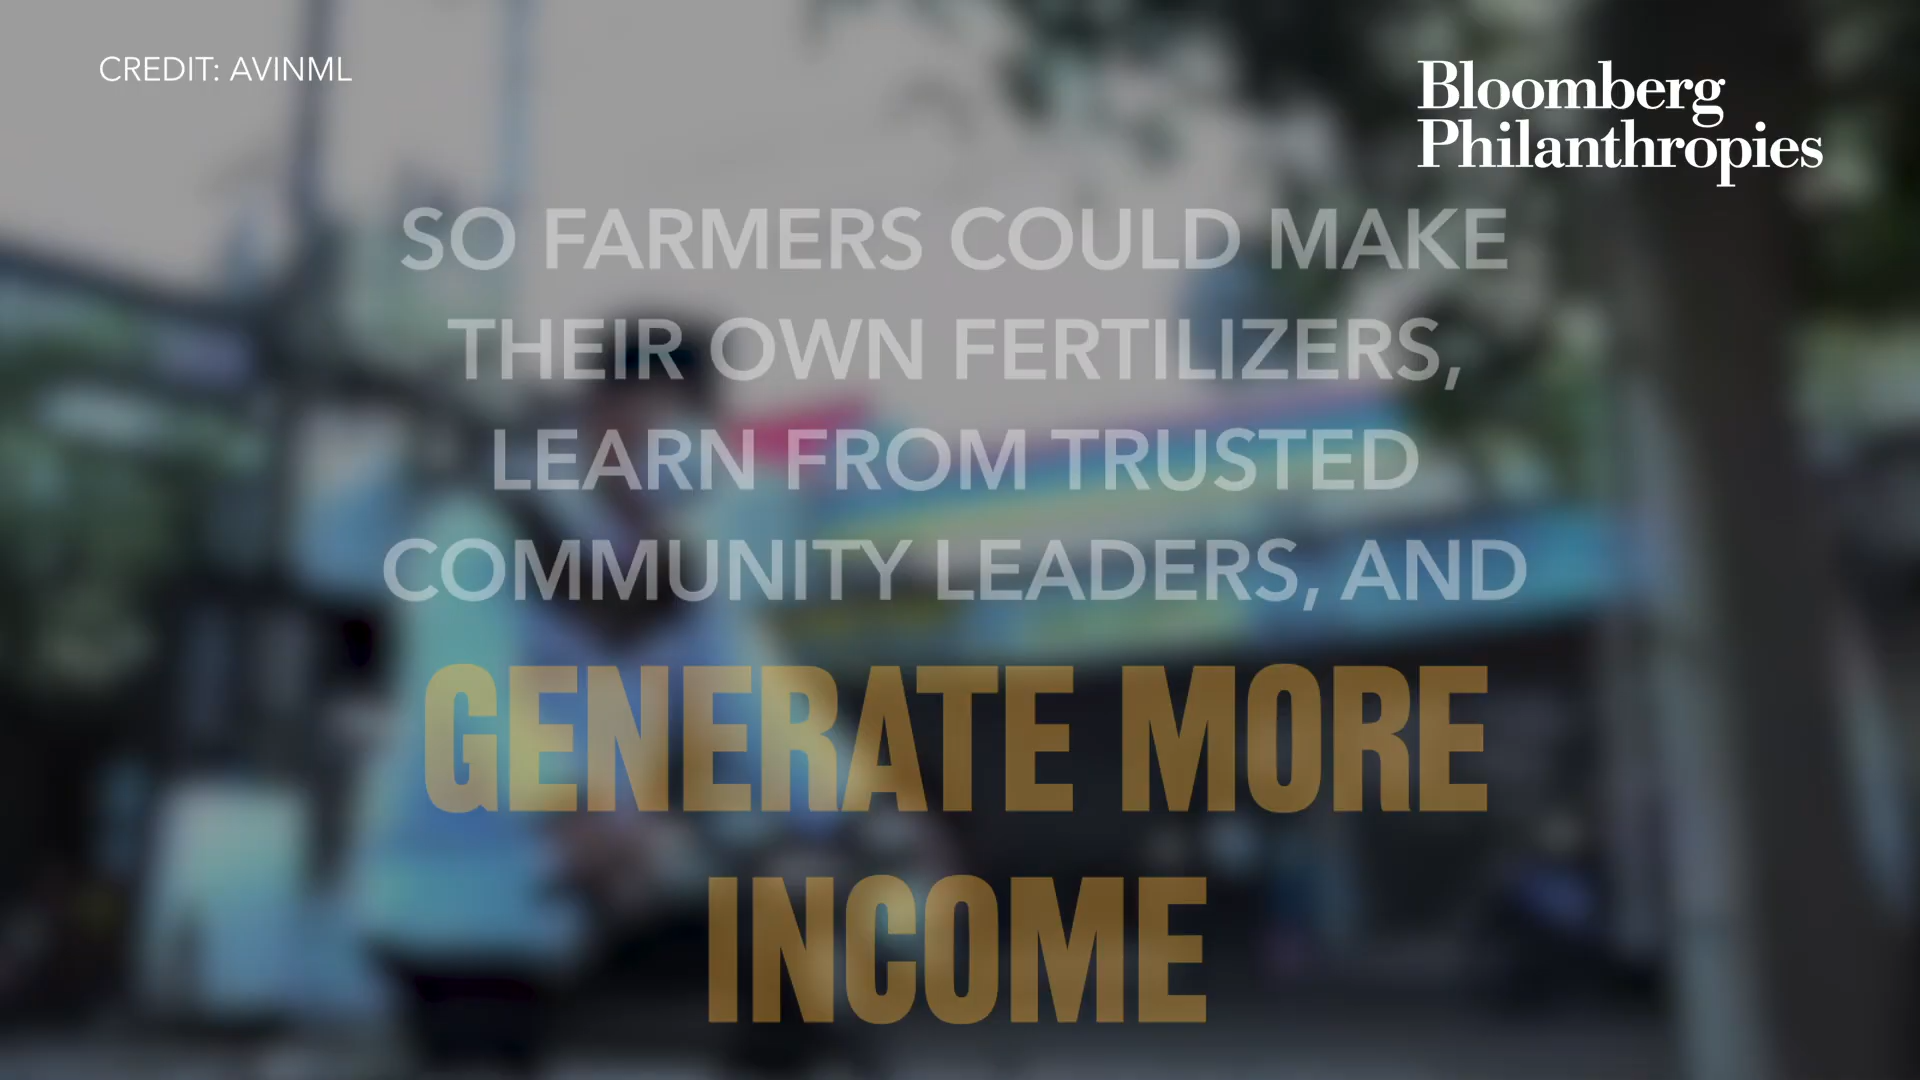 CREDIT: AVINML
Bloomberg
Philanthropies
SO FARMERS COULD MAKE
THEIR OWN FERTILIZERS,
LEARN FROM TRUSTED
COMMUNITY LEADERS, AND
GENERATE MORE
INCOME